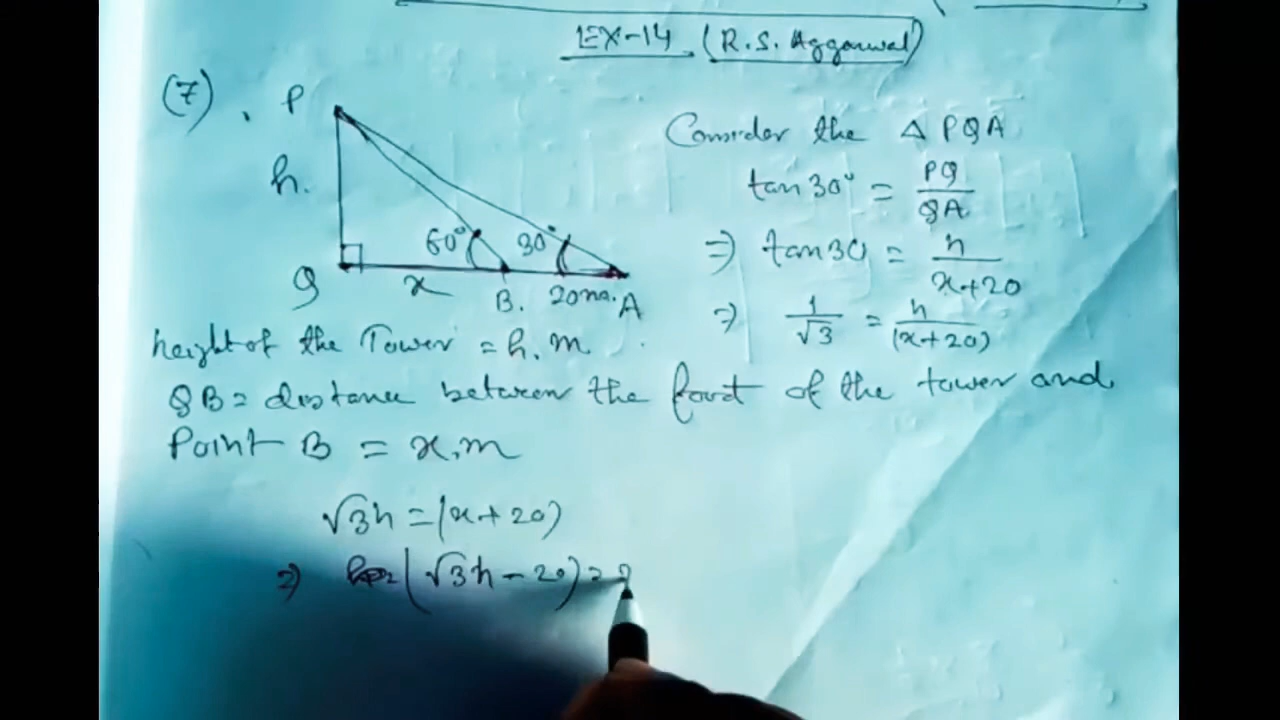 EX-14 (R.S. Aggarwal)
(7).
P
h.
60° 30°
Q x B. 20m. A
Consider the △ PQA
tan 30° = PQ/QA
⇒ tan 30 = h/x+20
⇒ 1/√3 = h/(x+20)
height of the Tower = h.m
QB = distance between the foot of the tower and
Point B = x.m
√3h = (x+20)
⇒ (√3h - 20) =